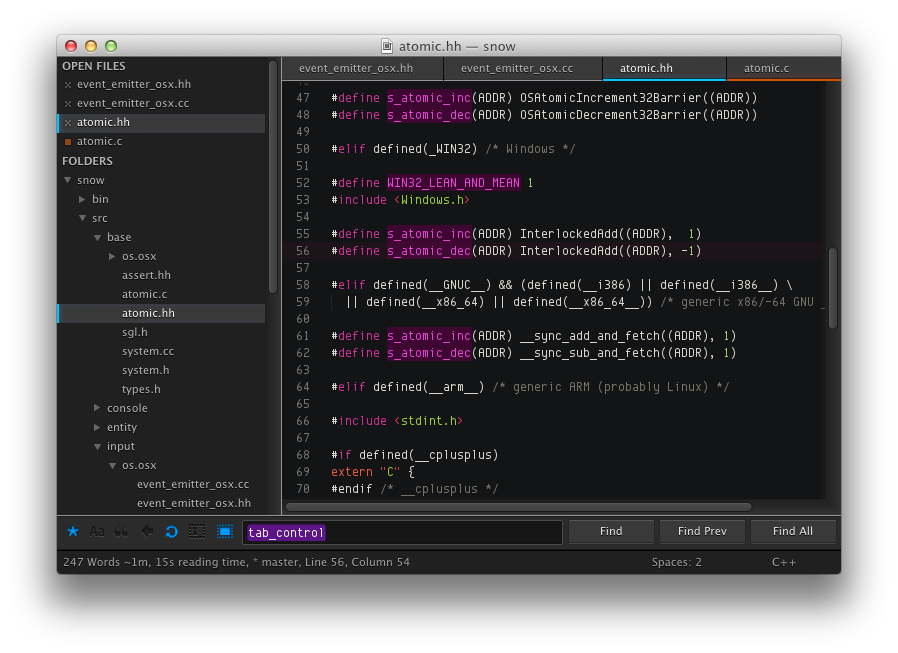 atomic.hh — snow
OPEN FILES
event_emitter_osx.hh
event_emitter_osx.cc
atomic.hh
atomic.c
FOLDERS
snow
bin
src
base
os.osx
assert.hh
atomic.c
atomic.hh
sgl.h
system.cc
system.h
types.h
console
entity
input
os.osx
event_emitter_osx.cc
event_emitter_osx.hh
event_emitter_osx.hh event_emitter_osx.cc atomic.hh atomic.c
47 #define s_atomic_inc(ADDR) OSAtomicIncrement32Barrier((ADDR))
48 #define s_atomic_dec(ADDR) OSAtomicDecrement32Barrier((ADDR))
49
50 #elif defined(_WIN32) /* Windows */
51
52 #define WIN32_LEAN_AND_MEAN 1
53 #include <Windows.h>
54
55 #define s_atomic_inc(ADDR) InterlockedAdd((ADDR),  1)
56 #define s_atomic_dec(ADDR) InterlockedAdd((ADDR), -1)
57
58 #elif defined(__GNUC__) && (defined(__i386) || defined(__i386__) \
59   || defined(__x86_64) || defined(__x86_64__)) /* generic x86/-64 GNU _
60
61 #define s_atomic_inc(ADDR) __sync_add_and_fetch((ADDR), 1)
62 #define s_atomic_dec(ADDR) __sync_sub_and_fetch((ADDR), 1)
63
64 #elif defined(__arm__) /* generic ARM (probably Linux) */
65
66 #include <stdint.h>
67
68 #if defined(__cplusplus)
69 extern "C" {
70 #endif /* __cplusplus */
Aa tab_control Find Find Prev Find All
247 Words ~1m, 15s reading time, * master, Line 56, Column 54 Spaces: 2 C++